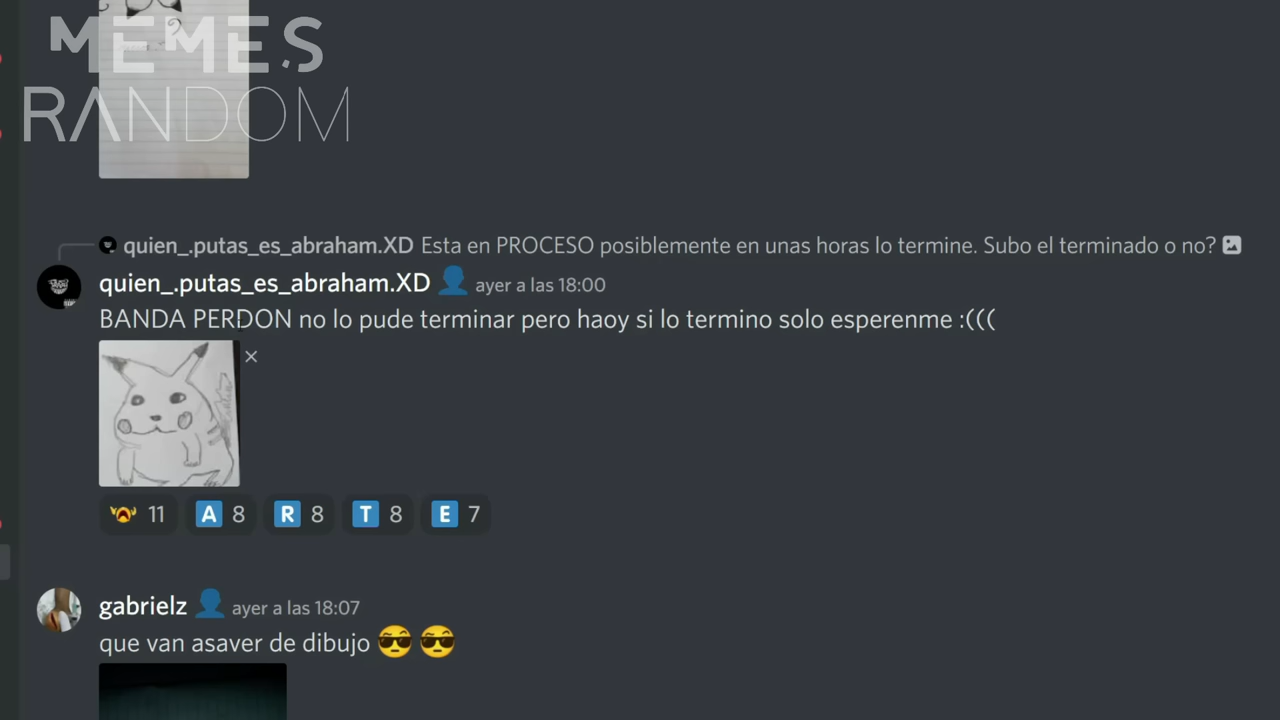 MEMES
RANDOM
quien_.putas_es_abraham.XD Esta en PROCESO posiblemente en unas horas lo termine. Subo el terminado o no?
quien_.putas_es_abraham.XD ayer a las 18:00
BANDA PERDON no lo pude terminar pero haoy si lo termino solo esperenme :(((
11 A 8 R 8 T 8 E 7
gabrielz ayer a las 18:07
que van asaver de dibujo